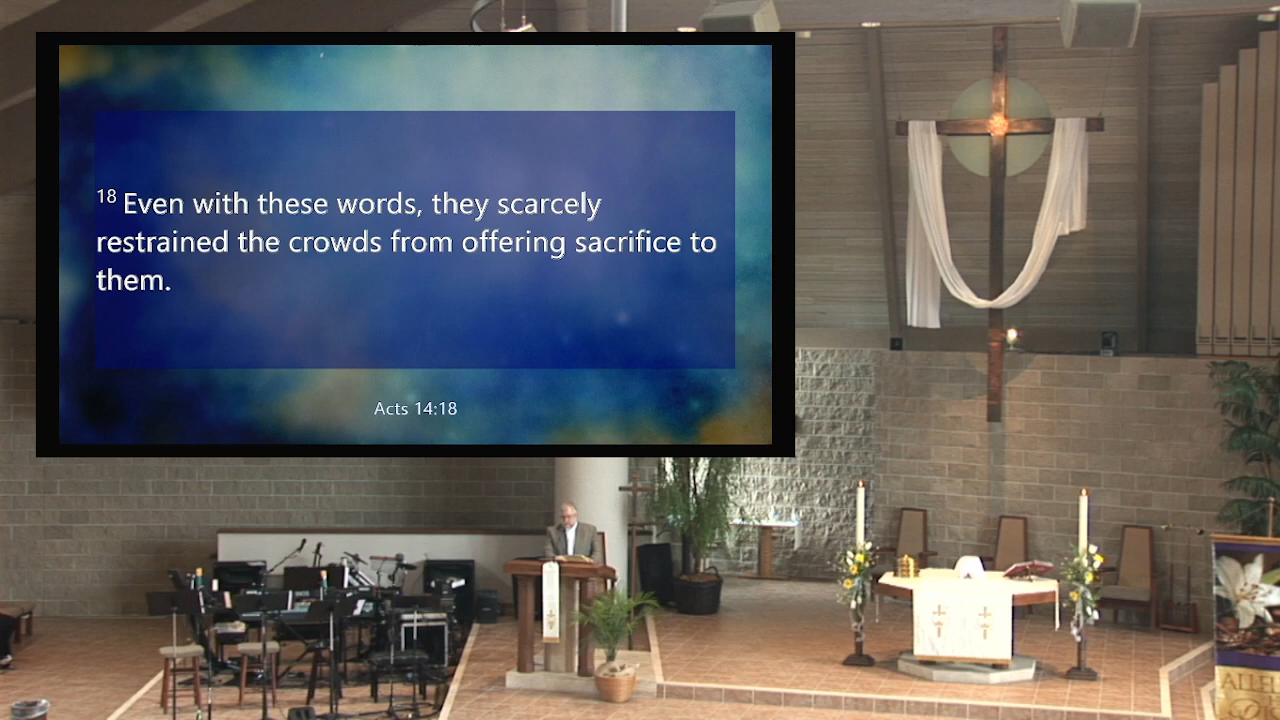 18 Even with these words, they scarcely
restrained the crowds from offering sacrifice to
them.
Acts 14:18